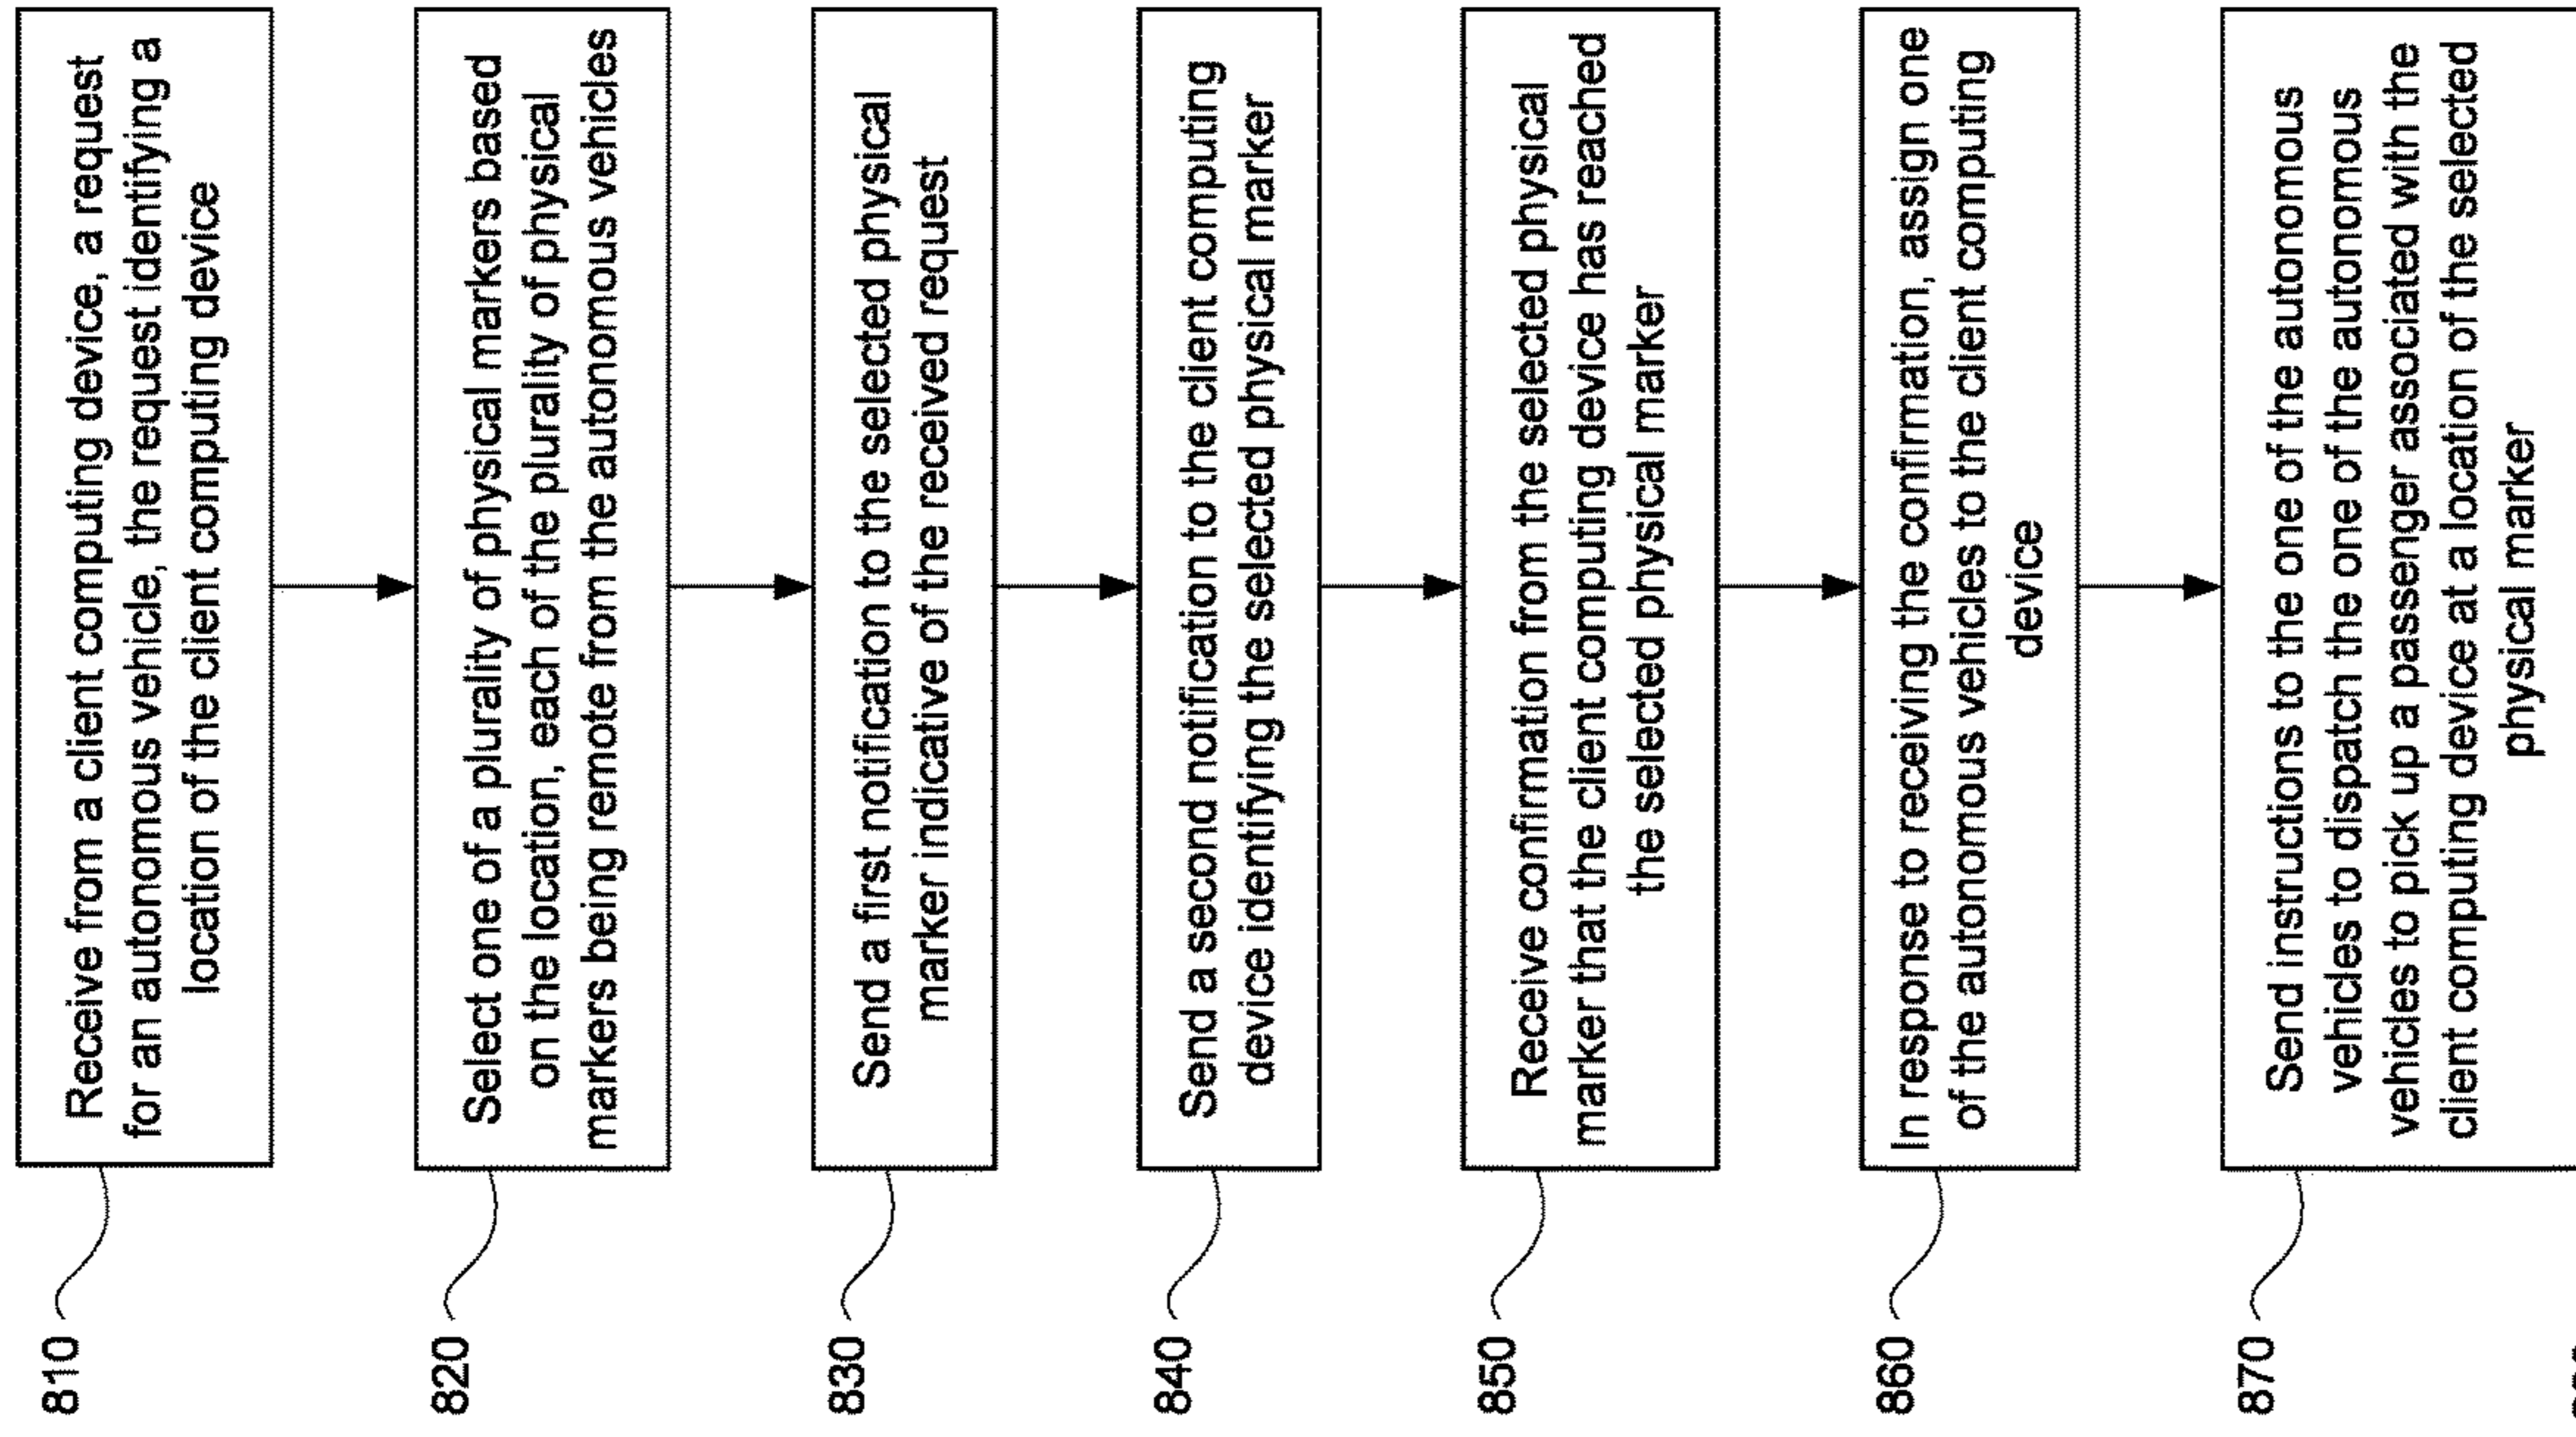 810
Receive from a client computing device, a request
for an autonomous vehicle, the request identifying a
location of the client computing device
820
Select one of a plurality of physical markers based
on the location, each of the plurality of physical
markers being remote from the autonomous vehicles
830
Send a first notification to the selected physical
marker indicative of the received request
840
Send a second notification to the client computing
device identifying the selected physical marker
850
Receive confirmation from the selected physical
marker that the client computing device has reached
the selected physical marker
860
In response to receiving the confirmation, assign one
of the autonomous vehicles to the client computing
device
870
Send instructions to the one of the autonomous
vehicles to dispatch the one of the autonomous
vehicles to pick up a passenger associated with the
client computing device at a location of the selected
physical marker